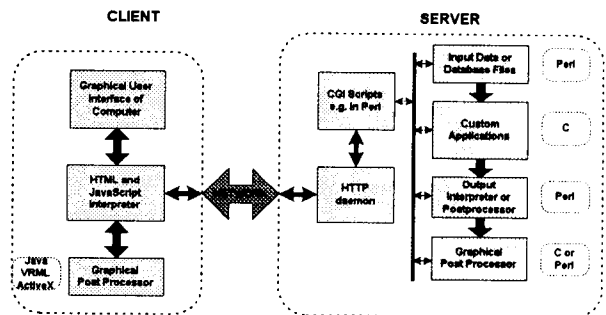 CLIENT
SERVER
Graphical User
Interface of
Computer
HTML and
JavaScript
Interpreter
Java
VRML
ActiveX
Graphical
Post Processor
CGI Scripts
e.g. in Perl
HTTP
daemon
Input Data or
Database Files
Perl
Custom
Applications
C
Output
Interpreter or
Postprocessor
Perl
Graphical
Post Processor
C or
Perl